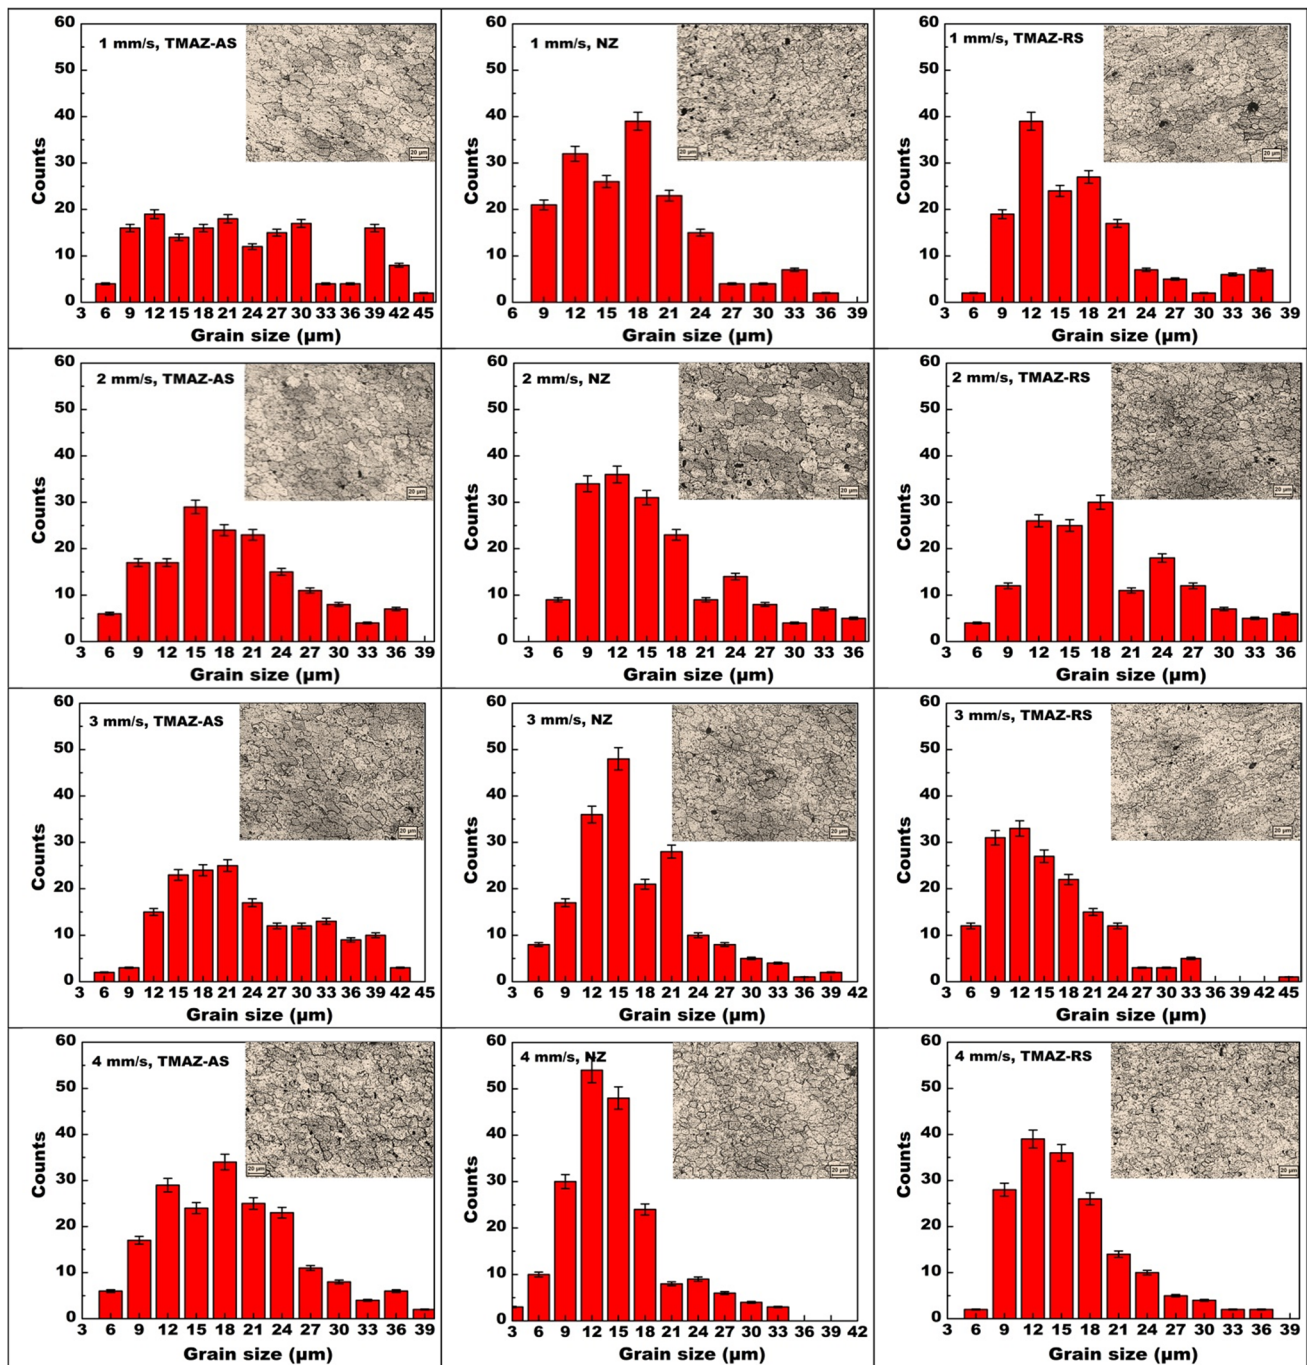 1 mm/s, TMAZ-AS
60
50
40
30
20
10
0
Counts
20 µm
3 6 9 12 15 18 21 24 27 30 33 36 39 42 45
Grain size (µm)
1 mm/s, NZ
60
50
40
30
20
10
0
Counts
20 µm
6 9 12 15 18 21 24 27 30 33 36 39
Grain size (µm)
1 mm/s, TMAZ-RS
60
50
40
30
20
10
0
Counts
20 µm
3 6 9 12 15 18 21 24 27 30 33 36 39
Grain size (µm)
2 mm/s, TMAZ-AS
60
50
40
30
20
10
0
Counts
20 µm
3 6 9 12 15 18 21 24 27 30 33 36 39
Grain size (µm)
2 mm/s, NZ
60
50
40
30
20
10
0
Counts
20 µm
3 6 9 12 15 18 21 24 27 30 33 36
Grain size (µm)
2 mm/s, TMAZ-RS
60
50
40
30
20
10
0
Counts
20 µm
3 6 9 12 15 18 21 24 27 30 33 36
Grain size (µm)
3 mm/s, TMAZ-AS
60
50
40
30
20
10
0
Counts
20 µm
3 6 9 12 15 18 21 24 27 30 33 36 39 42 45
Grain size (µm)
3 mm/s, NZ
60
50
40
30
20
10
0
Counts
20 µm
3 6 9 12 15 18 21 24 27 30 33 36 39 42
Grain size (µm)
3 mm/s, TMAZ-RS
60
50
40
30
20
10
0
Counts
20 µm
3 6 9 12 15 18 21 24 27 30 33 36 39 42 45
Grain size (µm)
4 mm/s, TMAZ-AS
60
50
40
30
20
10
0
Counts
20 µm
3 6 9 12 15 18 21 24 27 30 33 36 39
Grain size (µm)
4 mm/s, NZ
60
50
40
30
20
10
0
Counts
20 µm
3 6 9 12 15 18 21 24 27 30 33 36 39 42
Grain size (µm)
4 mm/s, TMAZ-RS
60
50
40
30
20
10
0
Counts
20 µm
3 6 9 12 15 18 21 24 27 30 33 36 39
Grain size (µm)